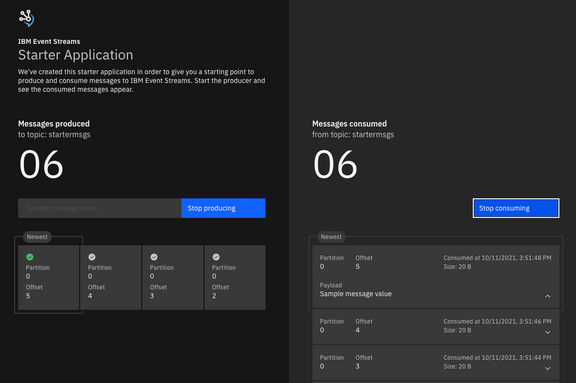 IBM Event Streams
Starter Application
We've created this starter application in order to give you a starting point to
produce and consume messages to IBM Event Streams. Start the producer and
see the consumed messages appear.
Messages produced
to topic: startermsgs
06
Sample message value
Stop producing
Newest
Partition
0
Offset
5
Partition
0
Offset
4
Partition
0
Offset
3
Partition
0
Offset
2
Messages consumed
from topic: startermsgs
06
Stop consuming
Newest
Partition Offset Consumed at 10/11/2021, 3:51:48 PM
0 5 Size: 20 B
Payload
Sample message value
Partition Offset Consumed at 10/11/2021, 3:51:46 PM
0 4 Size: 20 B
Partition Offset Consumed at 10/11/2021, 3:51:44 PM
0 3 Size: 20 B